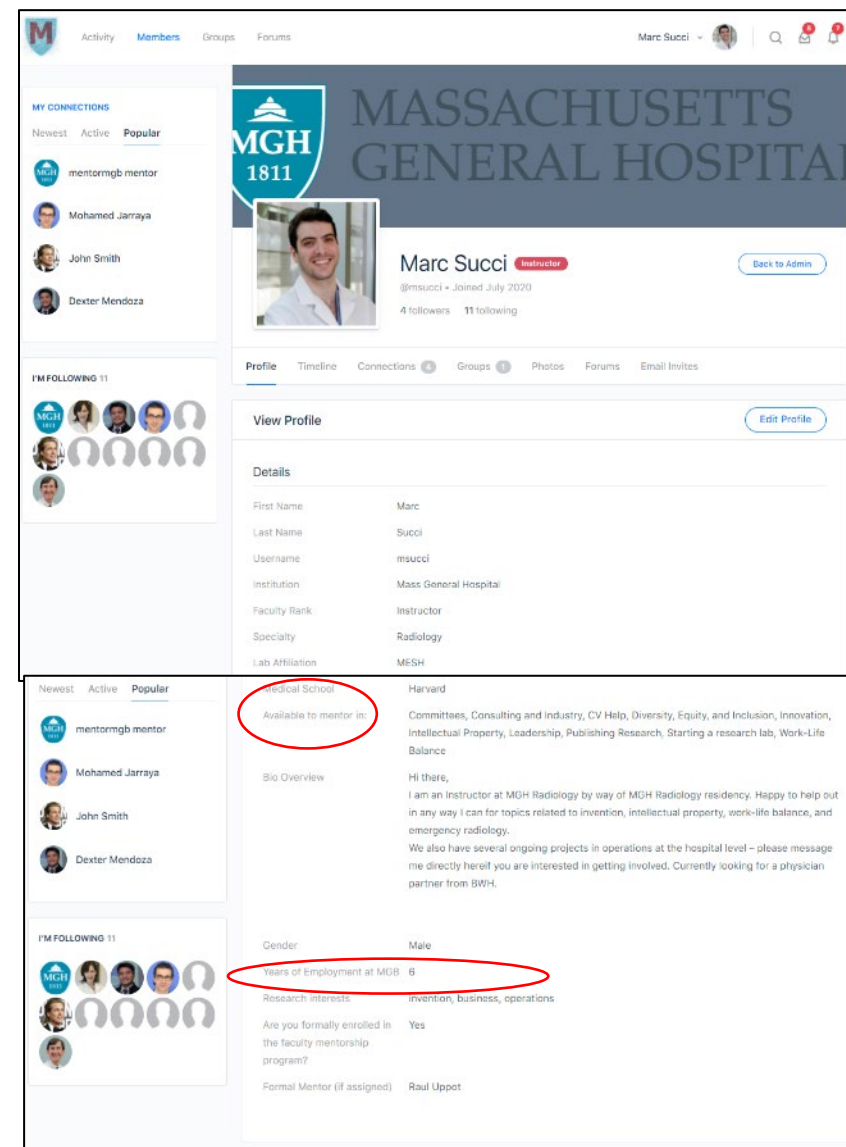 M
Activity Members Groups Forums
Marc Succi
MY CONNECTIONS
Newest Active Popular
mentormgb mentor
Mohamed Jarraya
John Smith
Dexter Mendoza
I'M FOLLOWING 11
MGH
1811
MASSACHUSETTS
GENERAL HOSPITAL
Marc Succi Instructor
@msucci • Joined July 2020
4 followers 11 following
Back to Admin
Profile Timeline Connections 4 Groups 1 Photos Forums Email Invites
View Profile
Edit Profile
Details
First Name Marc
Last Name Succi
Username msucci
Institution Mass General Hospital
Faculty Rank Instructor
Specialty Radiology
Lab Affiliation MESH
Newest Active Popular
mentormgb mentor
Mohamed Jarraya
John Smith
Dexter Mendoza
I'M FOLLOWING 11
Medical School Harvard
Available to mentor in: Committees, Consulting and Industry, CV Help, Diversity, Equity, and Inclusion, Innovation,
Intellectual Property, Leadership, Publishing Research, Starting a research lab, Work-Life
Balance
Bio Overview Hi there,
I am an Instructor at MGH Radiology by way of MGH Radiology residency. Happy to help out
in any way I can for topics related to invention, intellectual property, work-life balance, and
emergency radiology.
We also have several ongoing projects in operations at the hospital level – please message
me directly hereif you are interested in getting involved. Currently looking for a physician
partner from BWH.
Gender Male
Years of Employment at MGB 6
Research interests invention, business, operations
Are you formally enrolled in Yes
the faculty mentorship
program?
Formal Mentor (if assigned) Raul Uppot